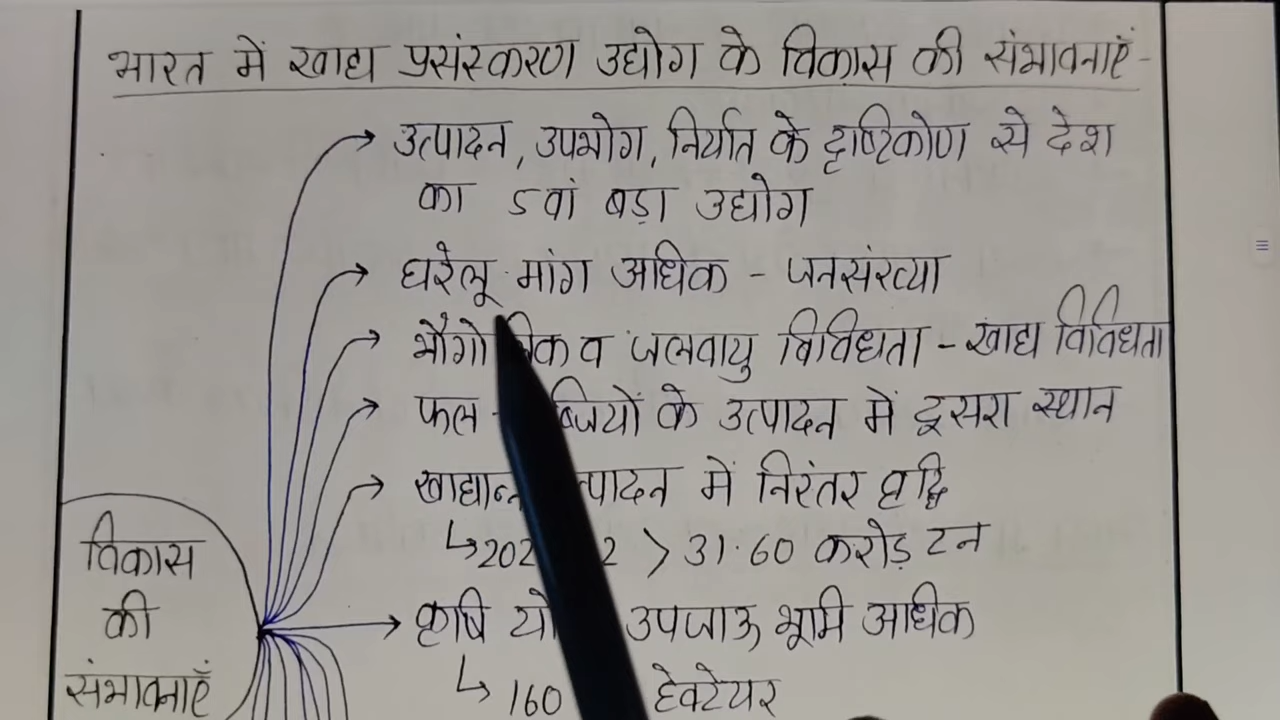 भारत में खाद्य प्रसंस्करण उद्योग के विकास की संभावनाएँ -
उत्पादन, उपभोग, निर्यात के दृष्टिकोण से देश
का 5वां बड़ा उद्योग
घरेलू मांग अधिक - जनसंख्या
व जलवायु विविधता - खाद्य विविधता
फल - के उत्पादन में दूसरा स्थान
में निरंतर वृद्धि
> 31.60 करोड़ टन
कृषि उपजाऊ भूमि अधिक
160 हेक्टेयर
विकास
की
संभावनाएँ